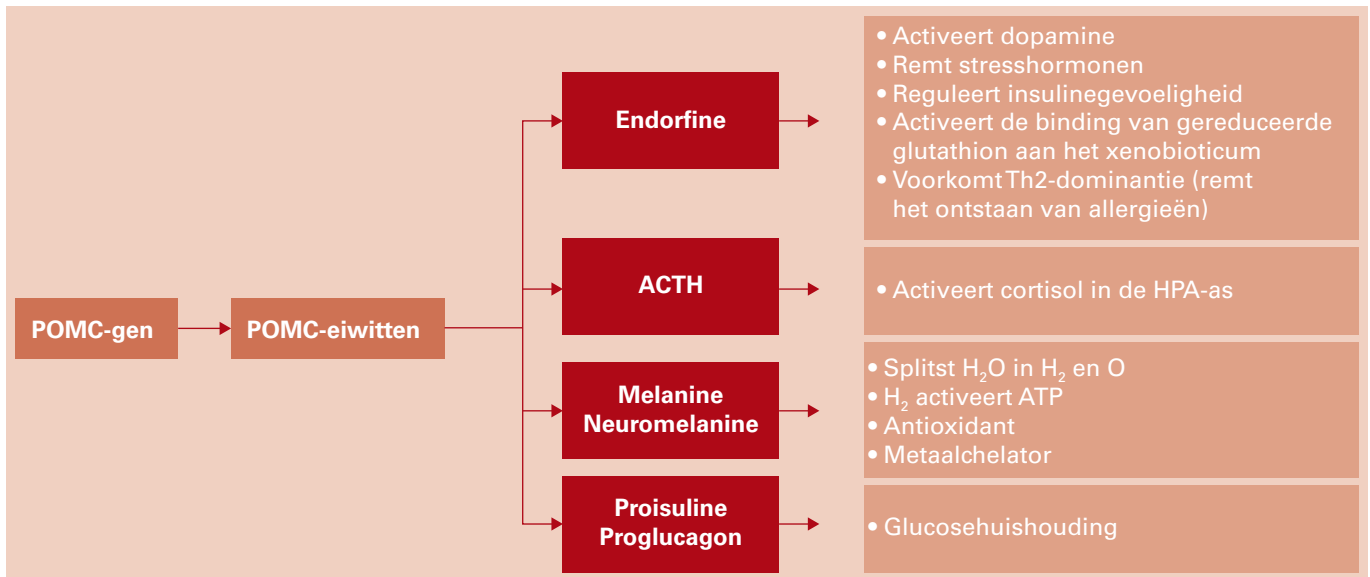 POMC-gen
POMC-eiwitten
Endorfine
• Activeert dopamine
• Remt stresshormonen
• Reguleert insulinegevoeligheid
• Activeert de binding van gereduceerde
glutathion aan het xenobioticum
• Voorkomt Th2-dominantie (remt
het ontstaan van allergieën)
ACTH
• Activeert cortisol in de HPA-as
Melanine
Neuromelanine
• Splitst H₂O in H₂ en O
• H₂ activeert ATP
• Antioxidant
• Metaalchelator
Proisuline
Proglucagon
• Glucosehuishouding